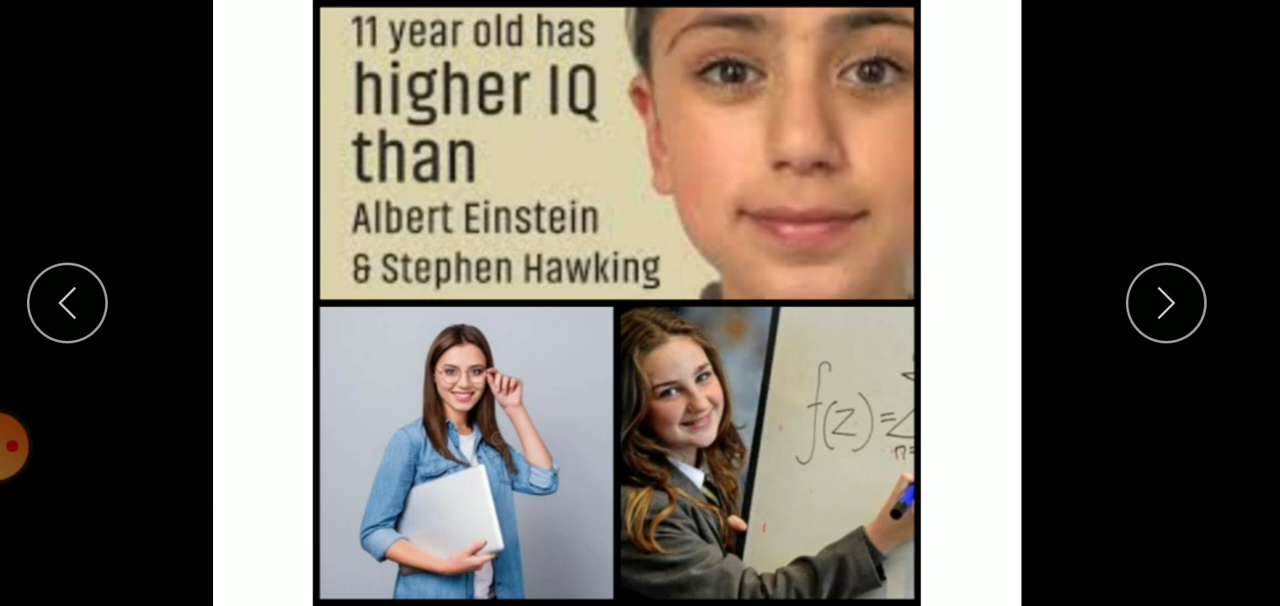 11 year old has
higher IQ
than
Albert Einstein
& Stephen Hawking
f(z)=
n=